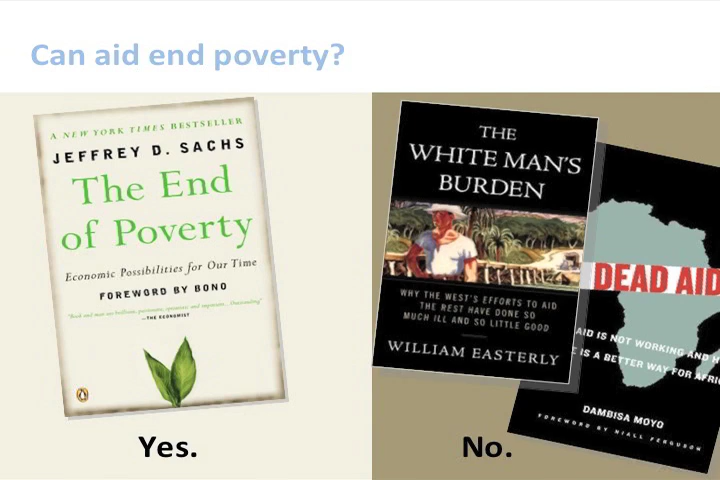 Can aid end poverty?
A NEW YORK TIMES BESTSELLER
JEFFREY D. SACHS
The End
of Poverty
Economic Possibilities for Our Time
FOREWORD BY BONO
—THE ECONOMIST
Yes.
THE
WHITE MAN'S
BURDEN
WHY THE WEST'S EFFORTS TO AID
THE REST HAVE DONE SO
MUCH ILL AND SO LITTLE GOOD
WILLIAM EASTERLY
DEAD AID
AID IS NOT WORKING AND H
E IS A BETTER WAY FOR AFRI
DAMBISA MOYO
FOREWORD BY NIALL FERGUSON
No.